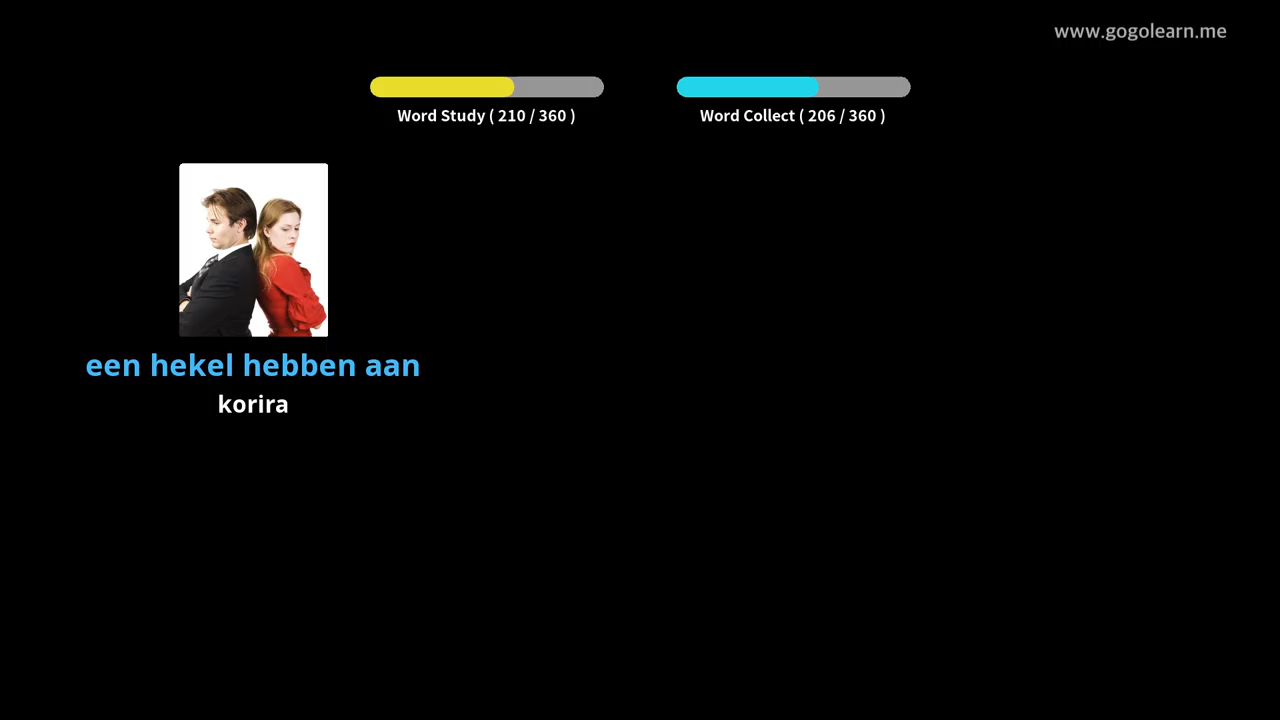 www.gogolearn.me
Word Study ( 210 / 360 )
Word Collect ( 206 / 360 )
een hekel hebben aan
korira